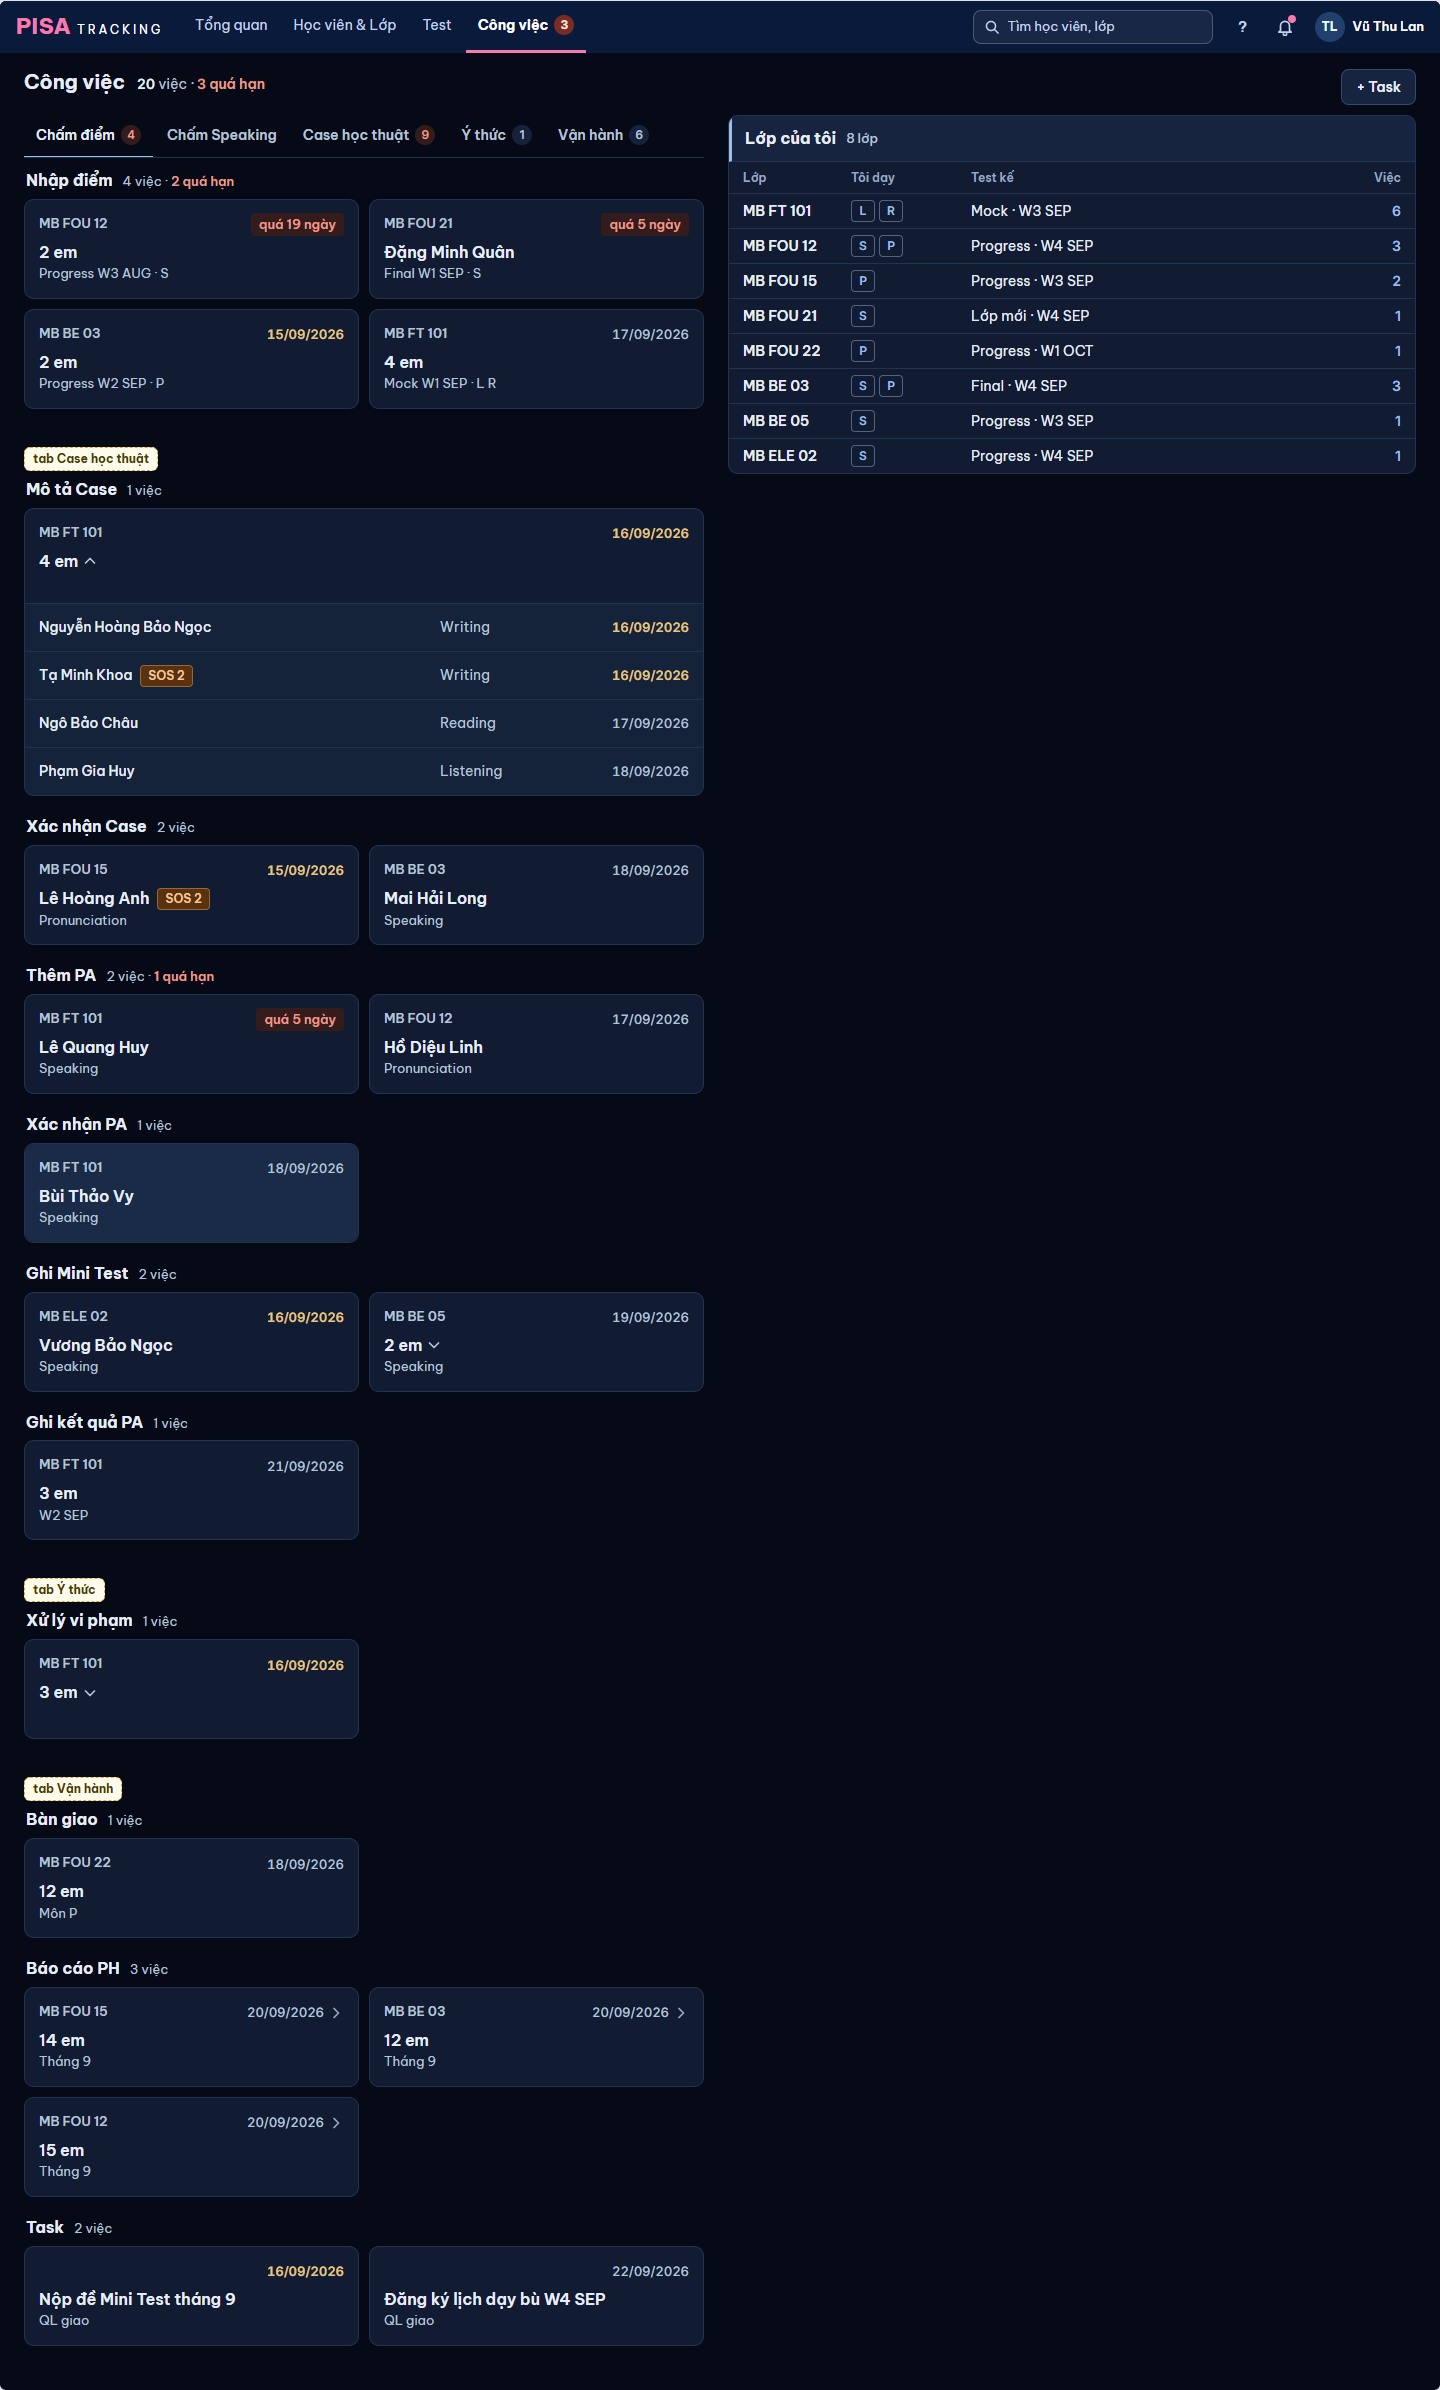 PISA TRACKING Tổng quan Học viên & Lớp Test Công việc 3 Tìm học viên, lớp ? TL Vũ Thu Lan
Công việc 20 việc · 3 quá hạn + Task
Chấm điểm 4 Chấm Speaking Case học thuật 9 Ý thức 1 Vận hành 6
Nhập điểm 4 việc · 2 quá hạn
MB FOU 12 quá 19 ngày
2 em
Progress W3 AUG · S
MB FOU 21 quá 5 ngày
Đặng Minh Quân
Final W1 SEP · S
MB BE 03 15/09/2026
2 em
Progress W2 SEP · P
MB FT 101 17/09/2026
4 em
Mock W1 SEP · L R
tab Case học thuật
Mô tả Case 1 việc
MB FT 101 16/09/2026
4 em
Nguyễn Hoàng Bảo Ngọc Writing 16/09/2026
Tạ Minh Khoa SOS 2 Writing 16/09/2026
Ngô Bảo Châu Reading 17/09/2026
Phạm Gia Huy Listening 18/09/2026
Xác nhận Case 2 việc
MB FOU 15 15/09/2026
Lê Hoàng Anh SOS 2
Pronunciation
MB BE 03 18/09/2026
Mai Hải Long
Speaking
Thêm PA 2 việc · 1 quá hạn
MB FT 101 quá 5 ngày
Lê Quang Huy
Speaking
MB FOU 12 17/09/2026
Hồ Diệu Linh
Pronunciation
Xác nhận PA 1 việc
MB FT 101 18/09/2026
Bùi Thảo Vy
Speaking
Ghi Mini Test 2 việc
MB ELE 02 16/09/2026
Vương Bảo Ngọc
Speaking
MB BE 05 19/09/2026
2 em
Speaking
Ghi kết quả PA 1 việc
MB FT 101 21/09/2026
3 em
W2 SEP
tab Ý thức
Xử lý vi phạm 1 việc
MB FT 101 16/09/2026
3 em
tab Vận hành
Bàn giao 1 việc
MB FOU 22 18/09/2026
12 em
Môn P
Báo cáo PH 3 việc
MB FOU 15 20/09/2026
14 em
Tháng 9
MB BE 03 20/09/2026
12 em
Tháng 9
MB FOU 12 20/09/2026
15 em
Tháng 9
Task 2 việc
16/09/2026
Nộp đề Mini Test tháng 9
QL giao
22/09/2026
Đăng ký lịch dạy bù W4 SEP
QL giao
Lớp của tôi 8 lớp
Lớp Tôi dạy Test kế Việc
MB FT 101 L R Mock · W3 SEP 6
MB FOU 12 S P Progress · W4 SEP 3
MB FOU 15 P Progress · W3 SEP 2
MB FOU 21 S Lớp mới · W4 SEP 1
MB FOU 22 P Progress · W1 OCT 1
MB BE 03 S P Final · W4 SEP 3
MB BE 05 S Progress · W3 SEP 1
MB ELE 02 S Progress · W4 SEP 1